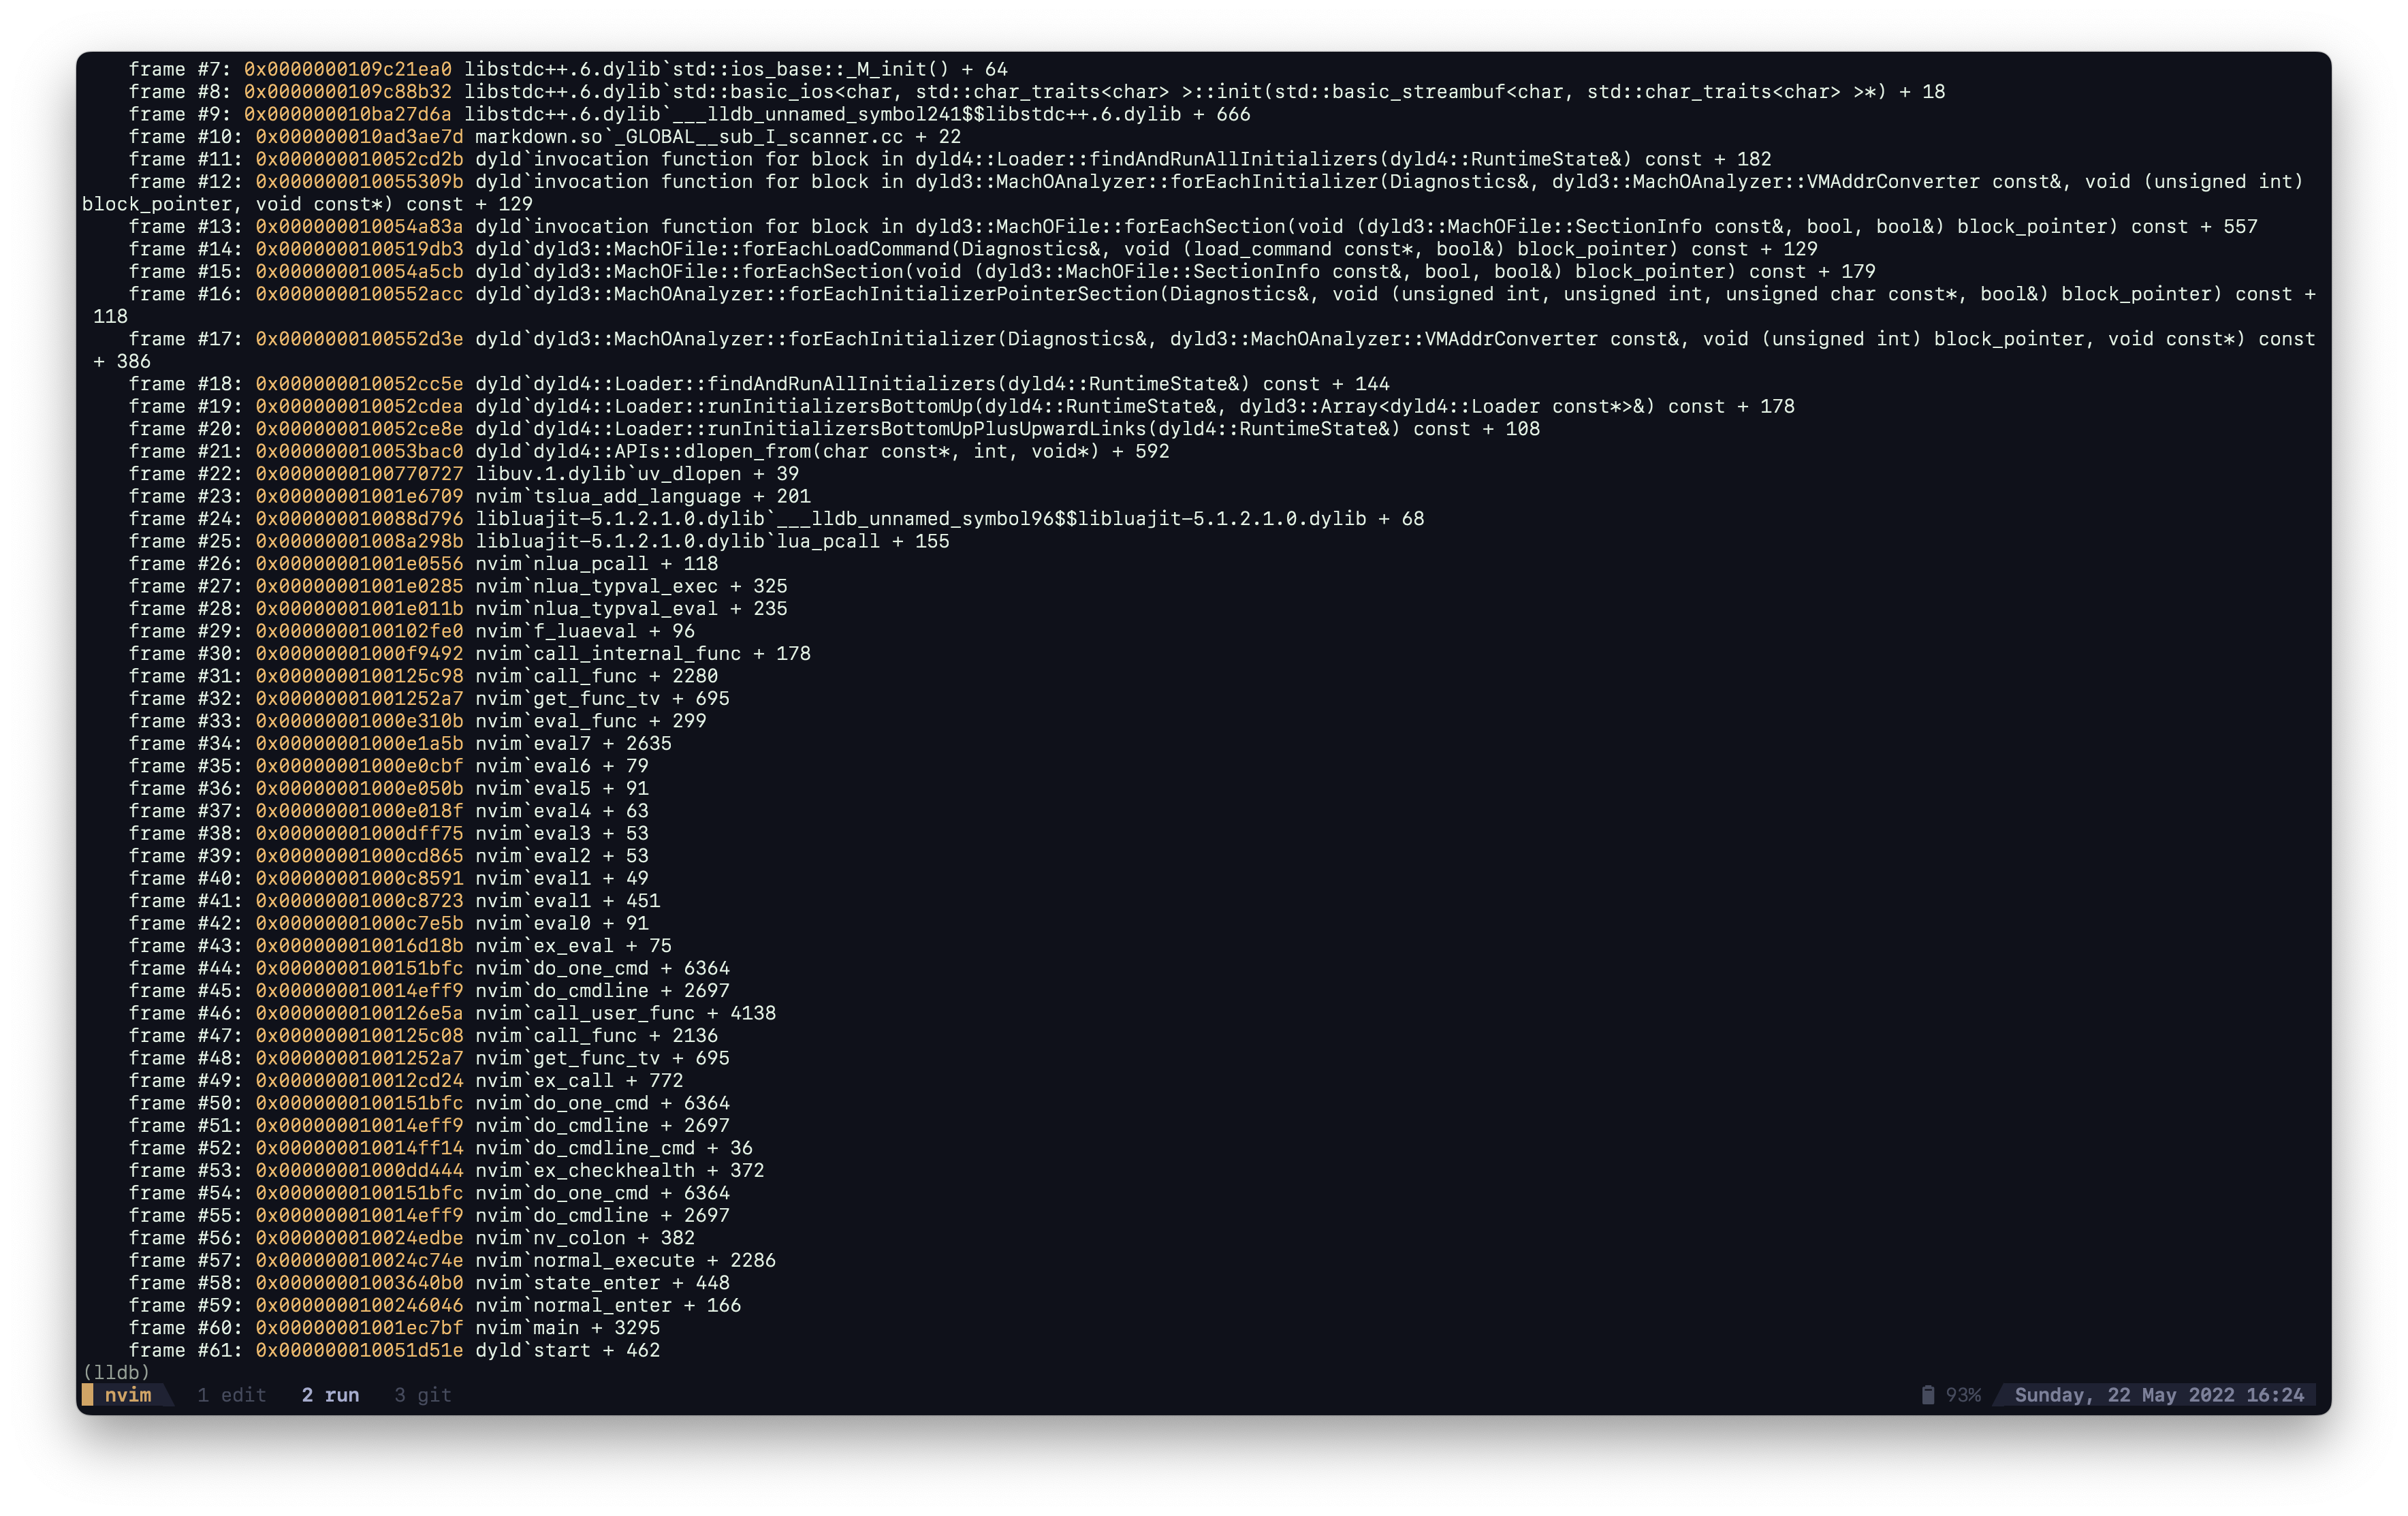 frame #7: 0x0000000109c21ea0 libstdc++.6.dylib`std::ios_base::_M_init() + 64
frame #8: 0x0000000109c88b32 libstdc++.6.dylib`std::basic_ios<char, std::char_traits<char> >::init(std::basic_streambuf<char, std::char_traits<char> >*) + 18
frame #9: 0x000000010ba27d6a libstdc++.6.dylib`___lldb_unnamed_symbol241$$libstdc++.6.dylib + 666
frame #10: 0x000000010ad3ae7d markdown.so`_GLOBAL__sub_I_scanner.cc + 22
frame #11: 0x000000010052cd2b dyld`invocation function for block in dyld4::Loader::findAndRunAllInitializers(dyld4::RuntimeState&) const + 182
frame #12: 0x000000010055309b dyld`invocation function for block in dyld3::MachOAnalyzer::forEachInitializer(Diagnostics&, dyld3::MachOAnalyzer::VMAddrConverter const&, void (unsigned int)
block_pointer, void const*) const + 129
frame #13: 0x000000010054a83a dyld`invocation function for block in dyld3::MachOFile::forEachSection(void (dyld3::MachOFile::SectionInfo const&, bool, bool&) block_pointer) const + 557
frame #14: 0x0000000100519db3 dyld`dyld3::MachOFile::forEachLoadCommand(Diagnostics&, void (load_command const*, bool&) block_pointer) const + 129
frame #15: 0x000000010054a5cb dyld`dyld3::MachOFile::forEachSection(void (dyld3::MachOFile::SectionInfo const&, bool, bool&) block_pointer) const + 179
frame #16: 0x0000000100552acc dyld`dyld3::MachOAnalyzer::forEachInitializerPointerSection(Diagnostics&, void (unsigned int, unsigned int, unsigned char const*, bool&) block_pointer) const +
118
frame #17: 0x0000000100552d3e dyld`dyld3::MachOAnalyzer::forEachInitializer(Diagnostics&, dyld3::MachOAnalyzer::VMAddrConverter const&, void (unsigned int) block_pointer, void const*) const
+ 386
frame #18: 0x000000010052cc5e dyld`dyld4::Loader::findAndRunAllInitializers(dyld4::RuntimeState&) const + 144
frame #19: 0x000000010052cdea dyld`dyld4::Loader::runInitializersBottomUp(dyld4::RuntimeState&, dyld3::Array<dyld4::Loader const*>&) const + 178
frame #20: 0x000000010052ce8e dyld`dyld4::Loader::runInitializersBottomUpPlusUpwardLinks(dyld4::RuntimeState&) const + 108
frame #21: 0x000000010053bac0 dyld`dyld4::APIs::dlopen_from(char const*, int, void*) + 592
frame #22: 0x0000000100770727 libuv.1.dylib`uv_dlopen + 39
frame #23: 0x00000001001e6709 nvim`tslua_add_language + 201
frame #24: 0x000000010088d796 libluajit-5.1.2.1.0.dylib`___lldb_unnamed_symbol96$$libluajit-5.1.2.1.0.dylib + 68
frame #25: 0x00000001008a298b libluajit-5.1.2.1.0.dylib`lua_pcall + 155
frame #26: 0x00000001001e0556 nvim`nlua_pcall + 118
frame #27: 0x00000001001e0285 nvim`nlua_typval_exec + 325
frame #28: 0x00000001001e011b nvim`nlua_typval_eval + 235
frame #29: 0x0000000100102fe0 nvim`f_luaeval + 96
frame #30: 0x00000001000f9492 nvim`call_internal_func + 178
frame #31: 0x0000000100125c98 nvim`call_func + 2280
frame #32: 0x00000001001252a7 nvim`get_func_tv + 695
frame #33: 0x00000001000e310b nvim`eval_func + 299
frame #34: 0x00000001000e1a5b nvim`eval7 + 2635
frame #35: 0x00000001000e0cbf nvim`eval6 + 79
frame #36: 0x00000001000e050b nvim`eval5 + 91
frame #37: 0x00000001000e018f nvim`eval4 + 63
frame #38: 0x00000001000dff75 nvim`eval3 + 53
frame #39: 0x00000001000cd865 nvim`eval2 + 53
frame #40: 0x00000001000c8591 nvim`eval1 + 49
frame #41: 0x00000001000c8723 nvim`eval1 + 451
frame #42: 0x00000001000c7e5b nvim`eval0 + 91
frame #43: 0x000000010016d18b nvim`ex_eval + 75
frame #44: 0x0000000100151bfc nvim`do_one_cmd + 6364
frame #45: 0x000000010014eff9 nvim`do_cmdline + 2697
frame #46: 0x0000000100126e5a nvim`call_user_func + 4138
frame #47: 0x0000000100125c08 nvim`call_func + 2136
frame #48: 0x00000001001252a7 nvim`get_func_tv + 695
frame #49: 0x000000010012cd24 nvim`ex_call + 772
frame #50: 0x0000000100151bfc nvim`do_one_cmd + 6364
frame #51: 0x000000010014eff9 nvim`do_cmdline + 2697
frame #52: 0x000000010014ff14 nvim`do_cmdline_cmd + 36
frame #53: 0x00000001000dd444 nvim`ex_checkhealth + 372
frame #54: 0x0000000100151bfc nvim`do_one_cmd + 6364
frame #55: 0x000000010014eff9 nvim`do_cmdline + 2697
frame #56: 0x000000010024edbe nvim`nv_colon + 382
frame #57: 0x000000010024c74e nvim`normal_execute + 2286
frame #58: 0x00000001003640b0 nvim`state_enter + 448
frame #59: 0x0000000100246046 nvim`normal_enter + 166
frame #60: 0x00000001001ec7bf nvim`main + 3295
frame #61: 0x000000010051d51e dyld`start + 462
(lldb)
nvim 1 edit 2 run 3 git 93% Sunday, 22 May 2022 16:24